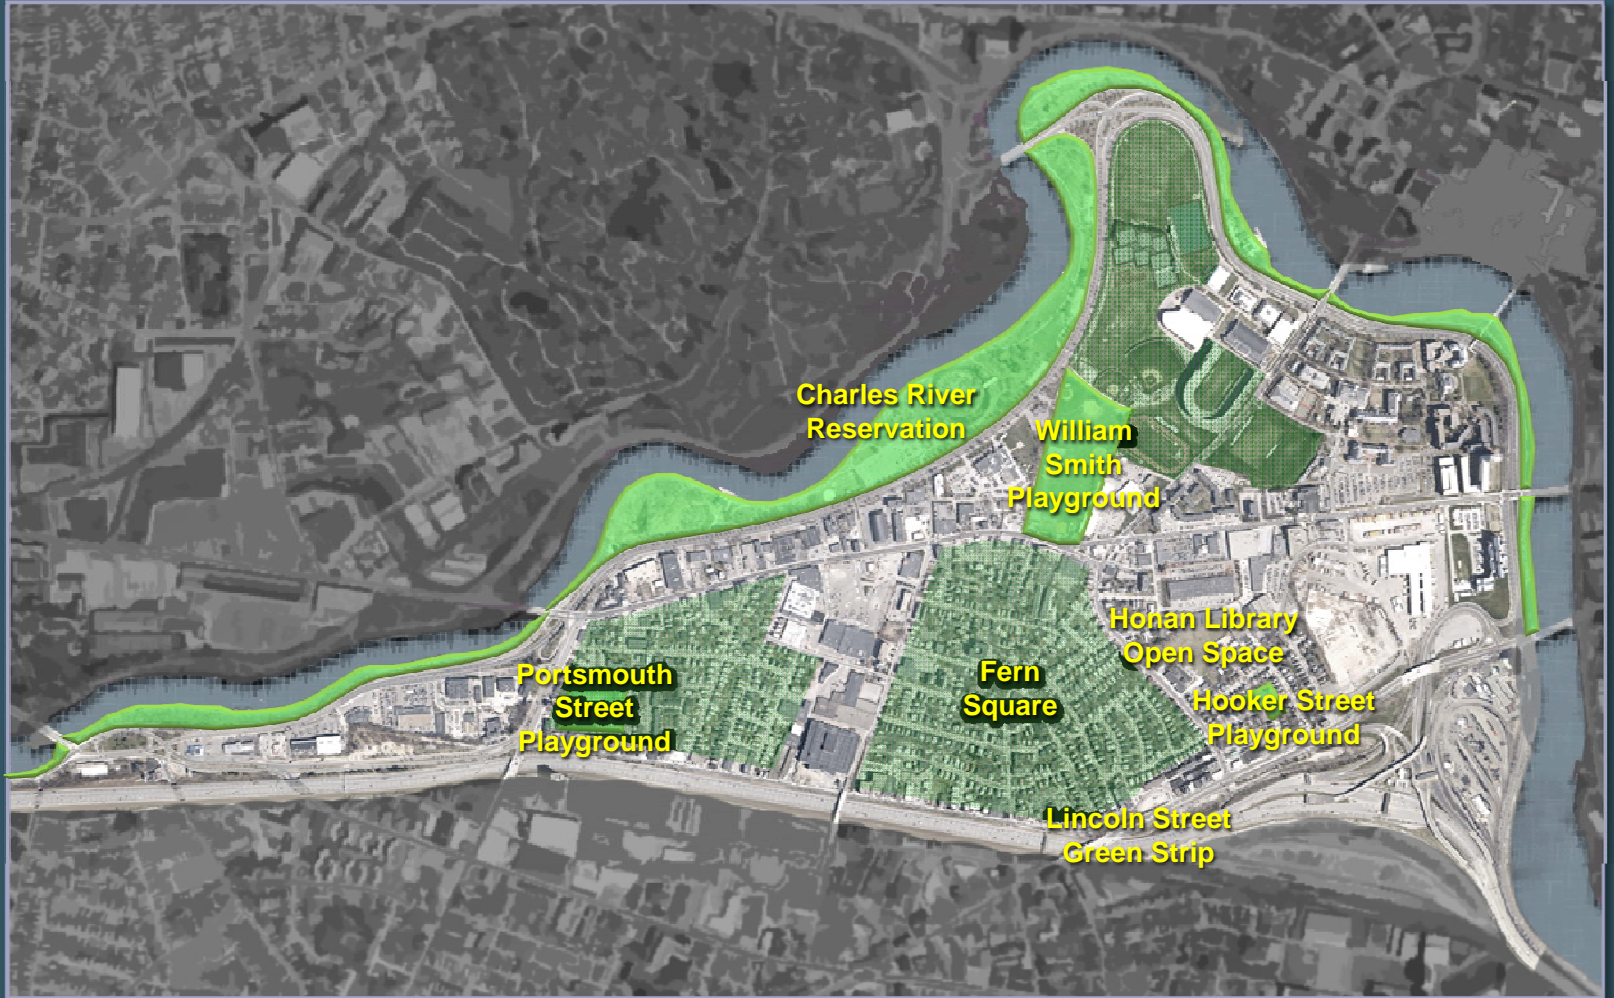 Charles River
Reservation
William
Smith
Playground
Honan Library
Open Space
Portsmouth
Street
Playground
Fern
Square
Hooker Street
Playground
Lincoln Street
Green Strip